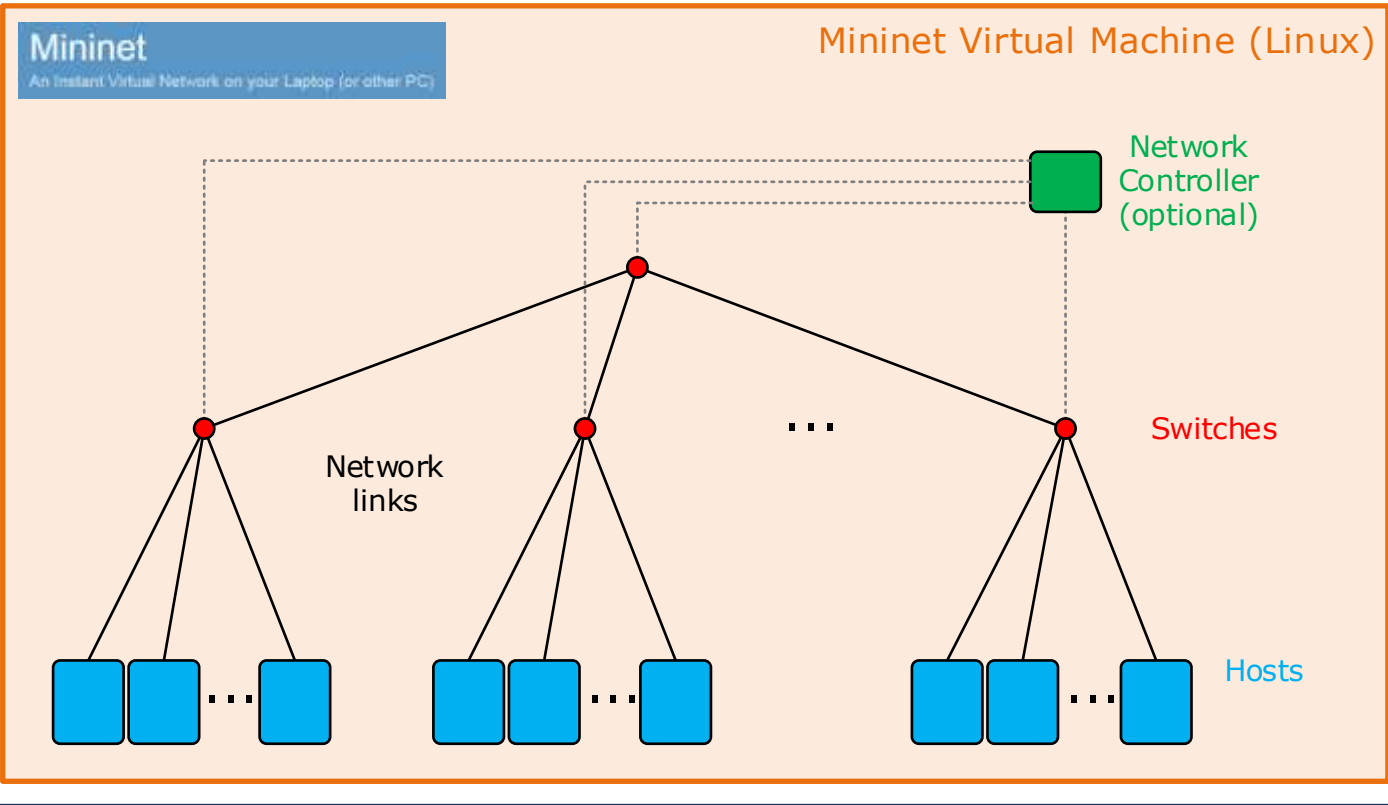 Mininet
An Instant Virtual Network on your Laptop (or other PC)
Mininet Virtual Machine (Linux)
Network
Controller
(optional)
...
Switches
Network
links
...
...
...
Hosts